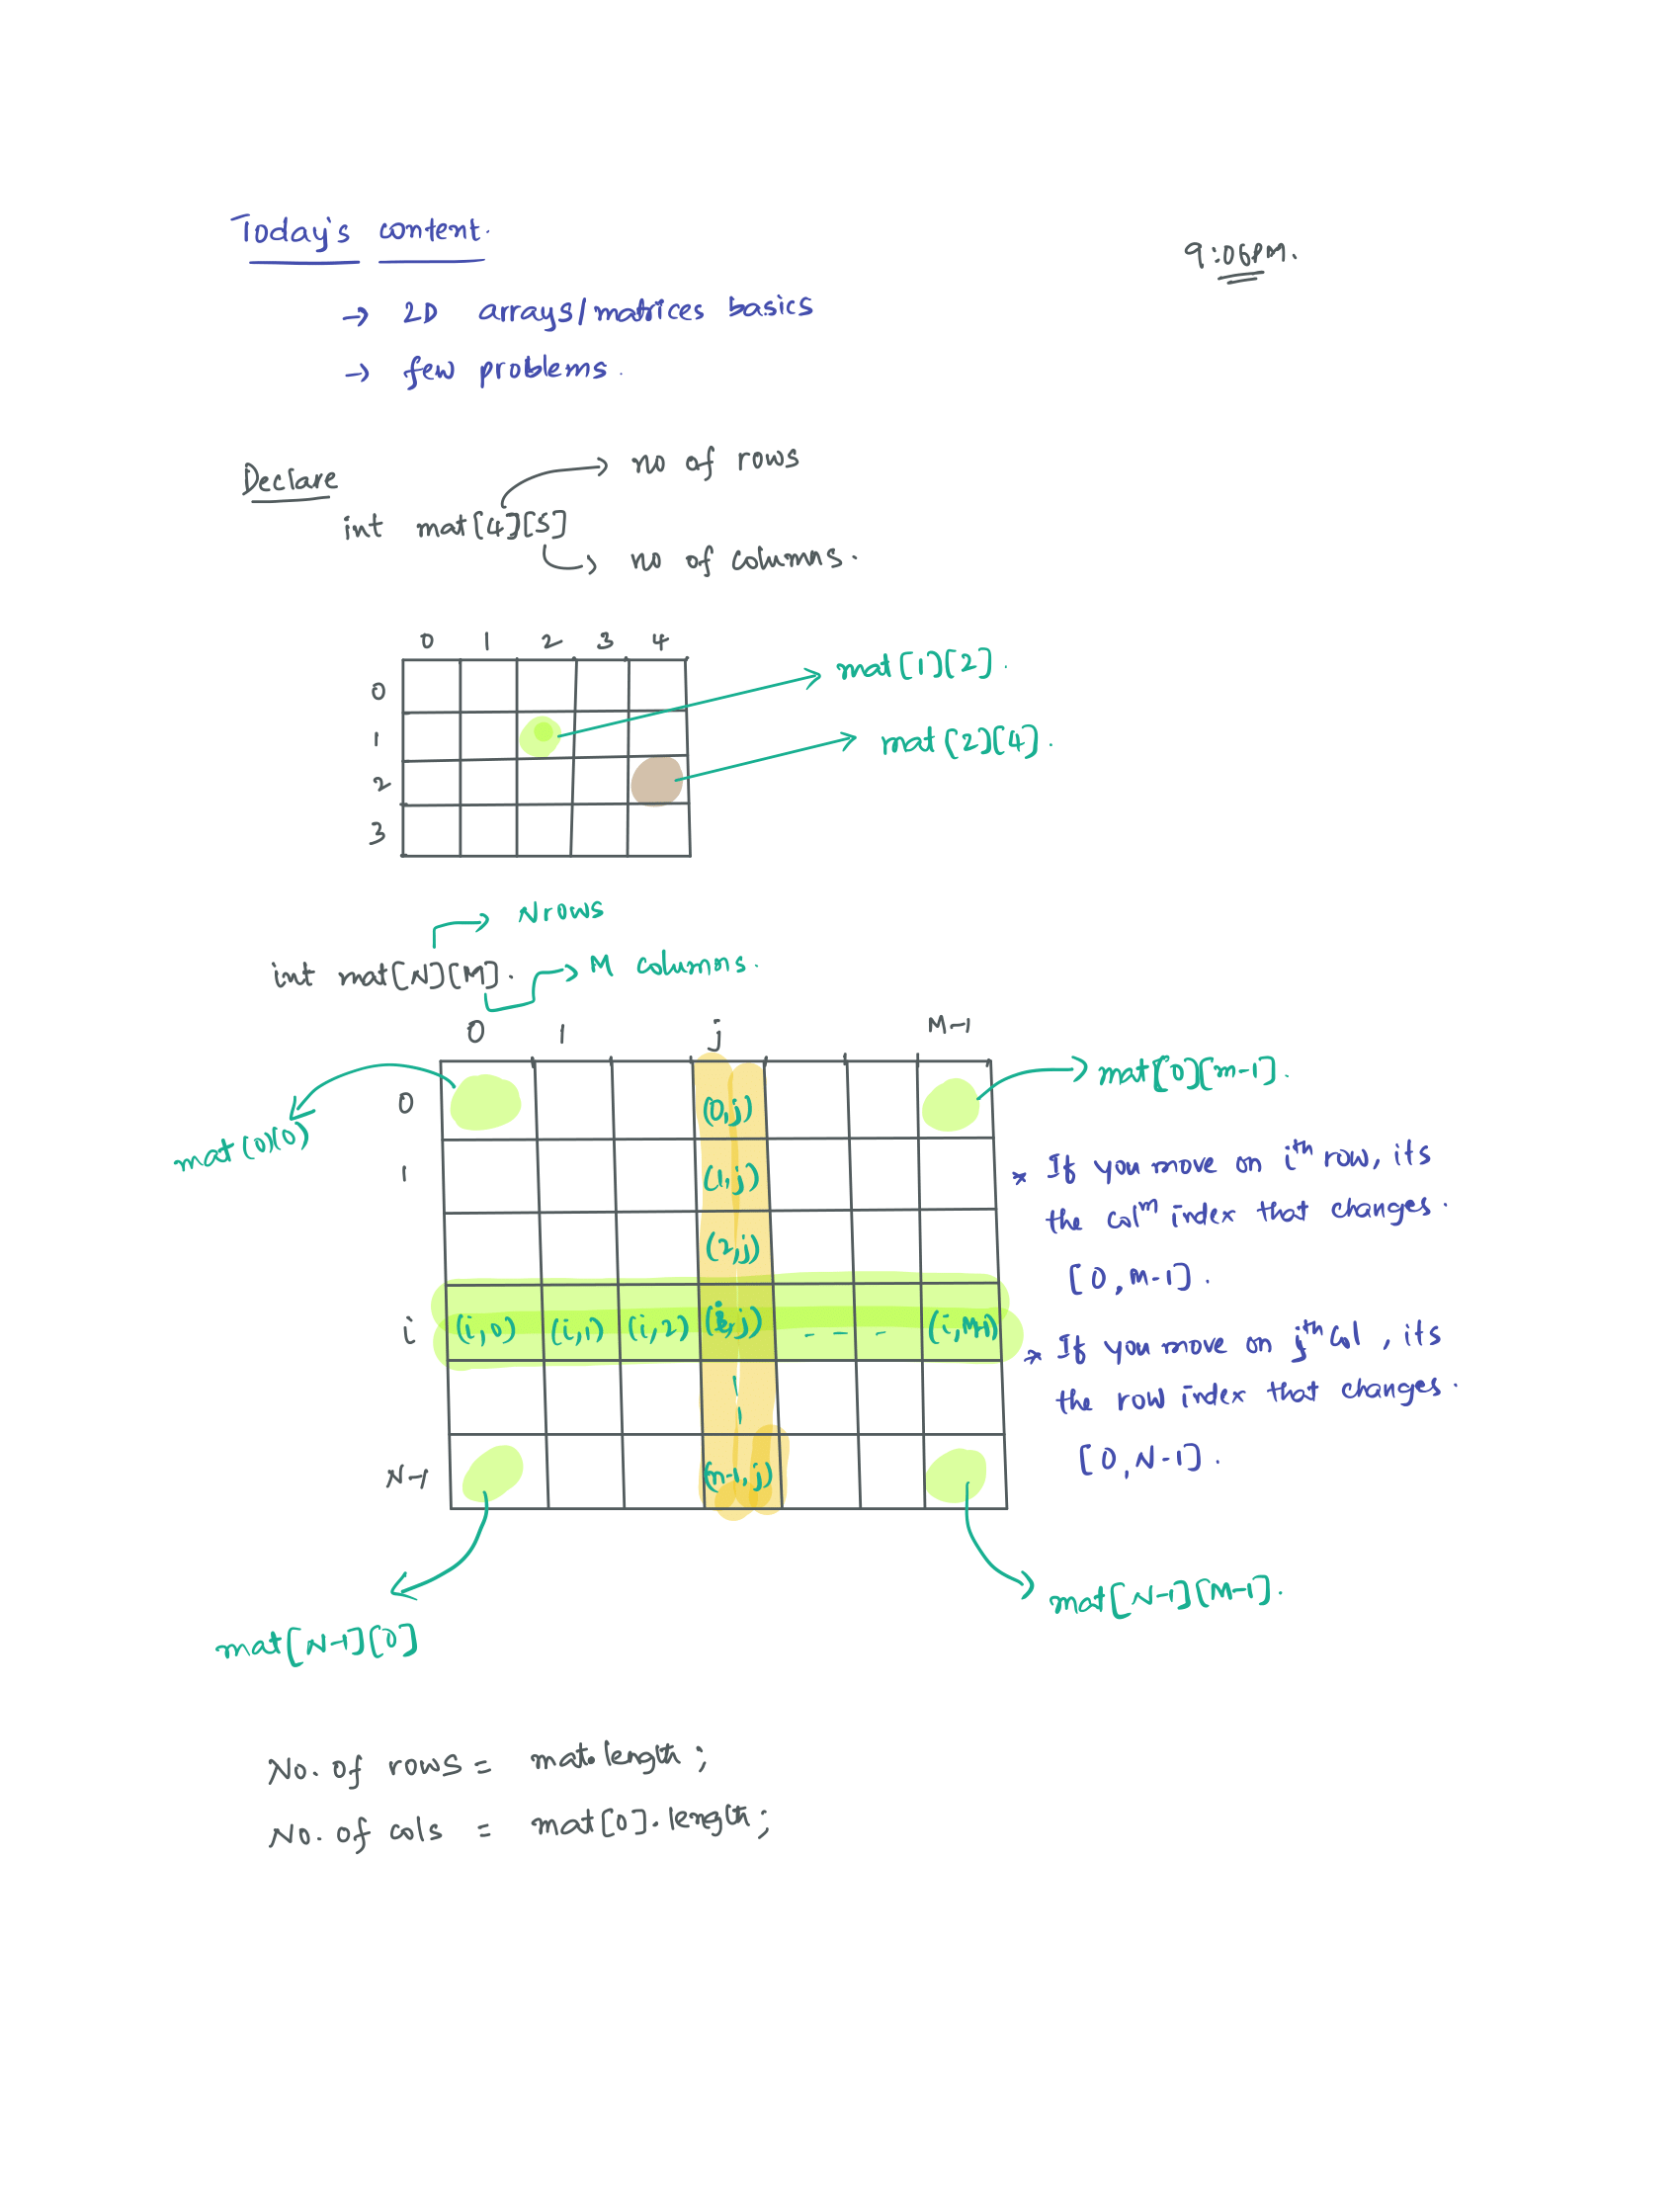 Today's content.
9:06PM.
→ 2D arrays/matrices basics
→ few problems.
Declare
no of rows
int mat[4][5]
no of columns.
0 1 2 3 4
0
mat[1][2].
1
mat[2][4].
2
3
N rows
int mat[N][M].
M columns.
0 1 j M-1
mat[0][m-1].
0 (0,j)
mat[0][0]
1 (1,j)
* If you move on ith row, its
the colm index that changes.
(2,j)
[0, M-1].
i (i,0) (i,1) (i,2) (i,j) - - - (i,M-1)
* If you move on jth col, its
the row index that changes.
[0, N-1].
N-1 (n-1,j)
mat[N-1][M-1].
mat[N-1][0]
No. of rows = mat.length;
No. of cols = mat[0].length;